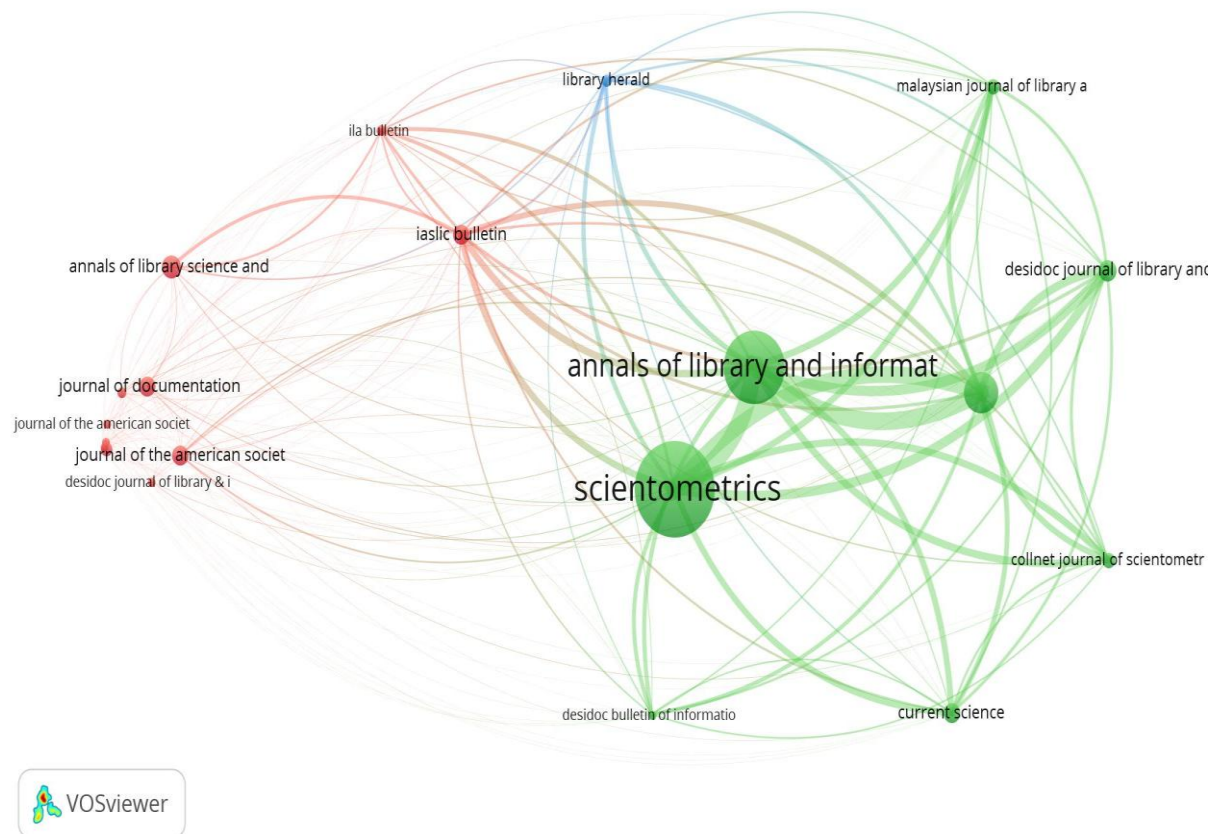 library herald
malaysian journal of library a
ila bulletin
iaslic bulletin
annals of library science and
desidoc journal of library and
annals of library and informat
journal of documentation
journal of the american societ
journal of the american societ
desidoc journal of library & i
scientometrics
collnet journal of scientometr
desidoc bulletin of informatio
current science
VOSviewer